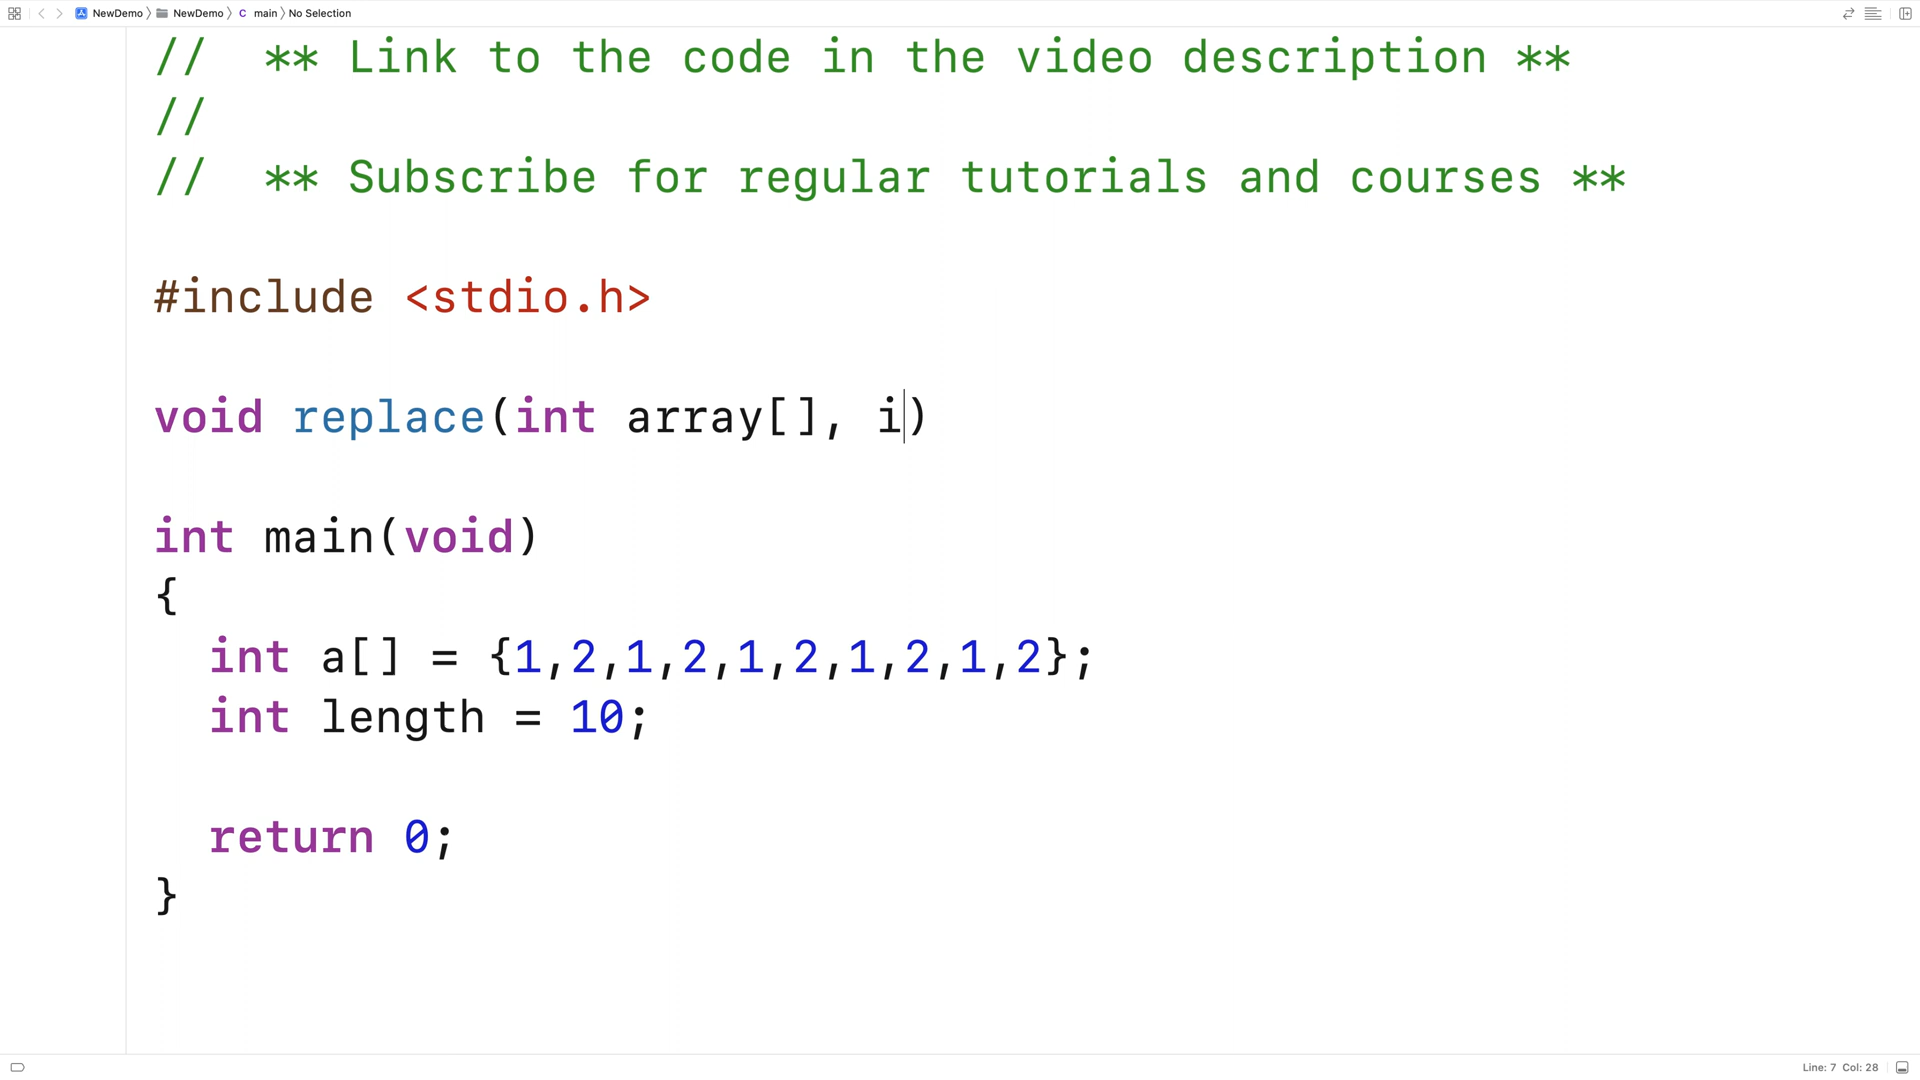 NewDemo 〉 NewDemo 〉 C main 〉 No Selection
// ** Link to the code in the video description **
//
// ** Subscribe for regular tutorials and courses **
#include <stdio.h>
void replace(int array[], i)
int main(void)
{
int a[] = {1,2,1,2,1,2,1,2,1,2};
int length = 10;
return 0;
}
Line: 7 Col: 28